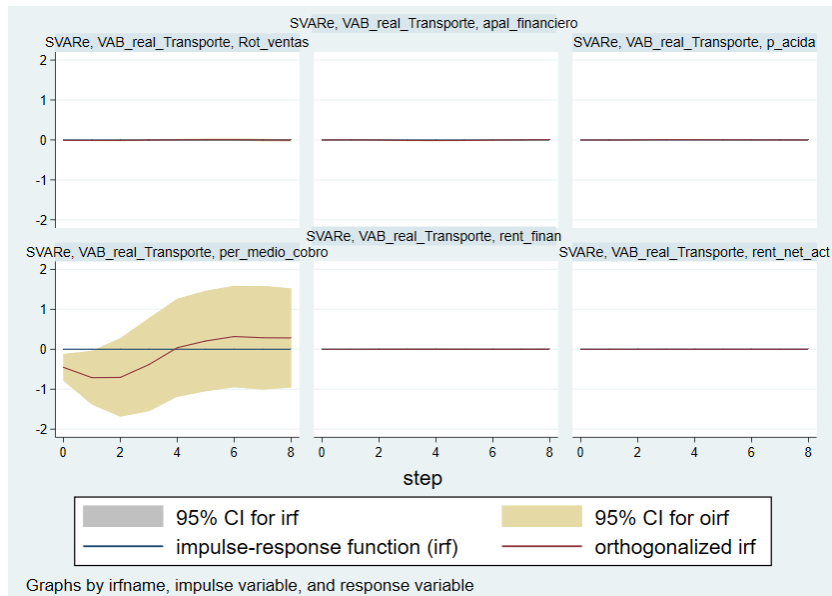 SVARe, VAB_real_Transporte, apal_financiero
SVARe, VAB_real_Transporte, Rot_ventas
SVARe, VAB_real_Transporte, p_acida
2
1
0
-1
-2
SVARe, VAB_real_Transporte, rent_finan
SVARe, VAB_real_Transporte, per_medio_cobro
SVARe, VAB_real_Transporte, rent_net_act
2
1
0
-1
-2
0 2 4 6 8 0 2 4 6 8 0 2 4 6 8
step
95% CI for irf 95% CI for oirf
impulse-response function (irf) orthogonalized irf
Graphs by irfname, impulse variable, and response variable